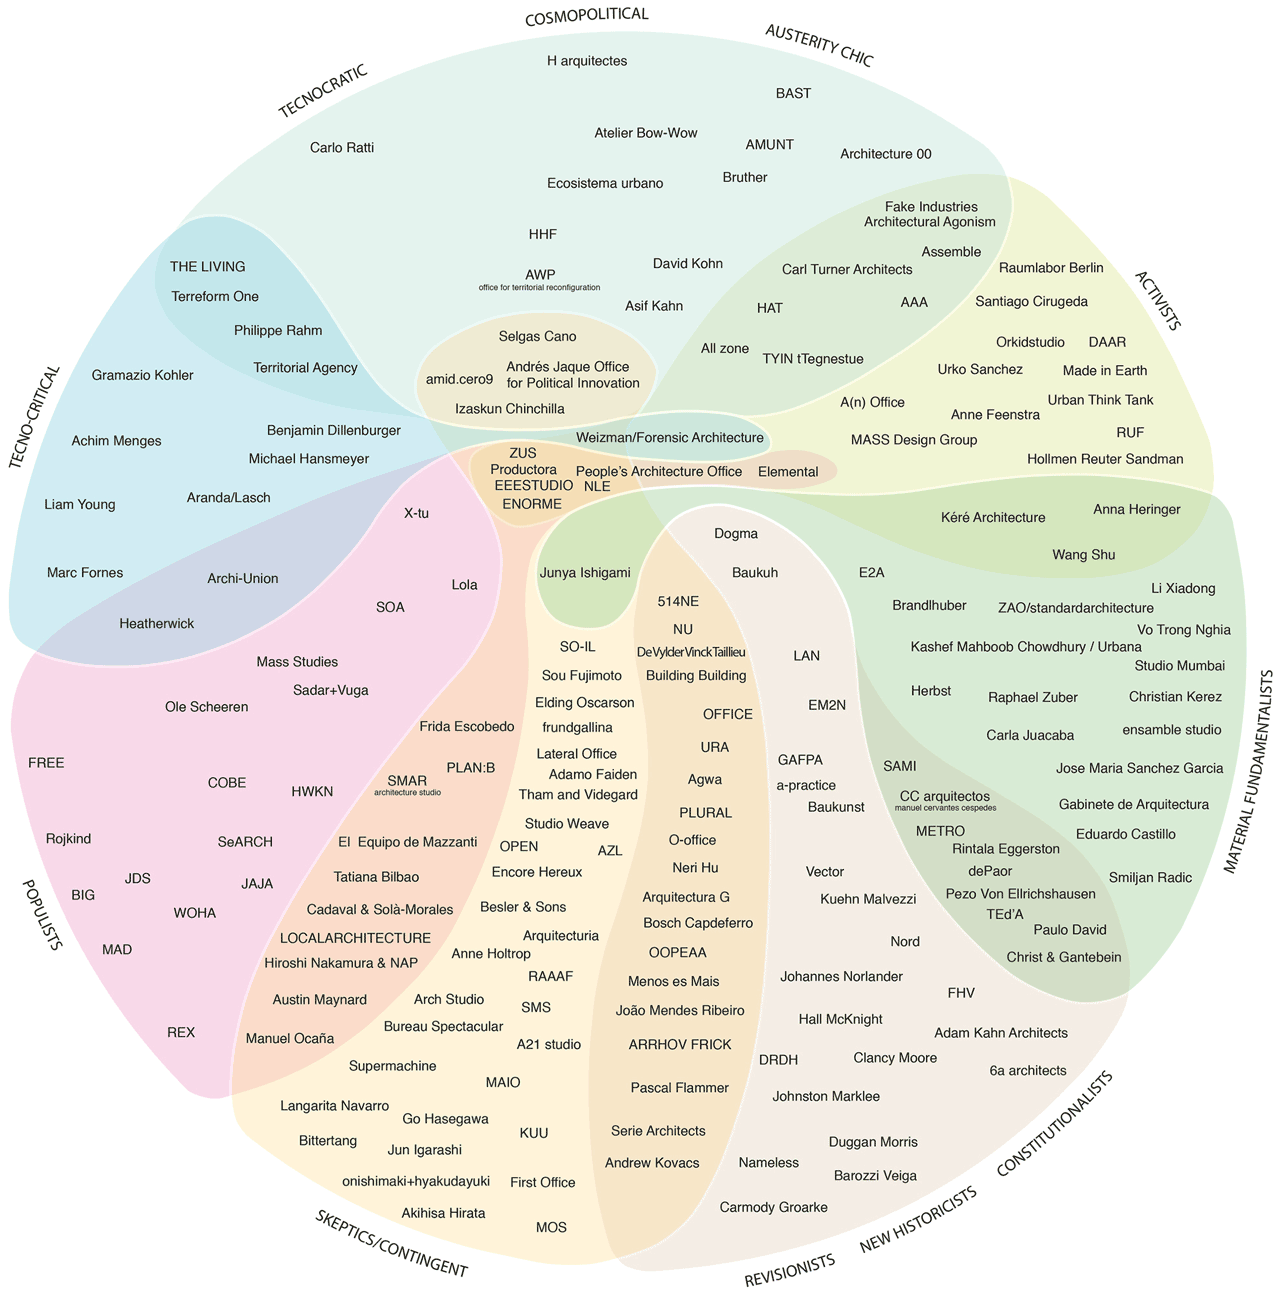 COSMOPOLITICAL
AUSTERITY CHIC
TECNOCRATIC
ACTIVISTS
TECNO-CRITICAL
MATERIAL FUNDAMENTALISTS
POPULISTS
SKEPTICS/CONTINGENT
REVISIONISTS
NEW HISTORICISTS
CONSTITUTIONALISTS
H arquitectes
BAST
Carlo Ratti
Atelier Bow-Wow
AMUNT
Architecture 00
Ecosistema urbano
Bruther
HHF
David Kohn
AWP
office for territorial reconfiguration
Asif Kahn
Fake Industries
Architectural Agonism
Assemble
Carl Turner Architects
HAT
AAA
All zone
TYIN tTegnestue
Raumlabor Berlin
Santiago Cirugeda
Orkidstudio
DAAR
Urko Sanchez
Made in Earth
A(n) Office
Urban Think Tank
Anne Feenstra
MASS Design Group
RUF
Hollmen Reuter Sandman
THE LIVING
Terreform One
Philippe Rahm
Territorial Agency
Gramazio Kohler
Achim Menges
Benjamin Dillenburger
Michael Hansmeyer
Liam Young
Aranda/Lasch
Marc Fornes
Archi-Union
Heatherwick
Selgas Cano
amid.cero9
Andrés Jaque Office
for Political Innovation
Izaskun Chinchilla
Weizman/Forensic Architecture
ZUS
Productora
People's Architecture Office
Elemental
EEESTUDIO
NLE
ENORME
Junya Ishigami
X-tu
Lola
SOA
Mass Studies
Sadar+Vuga
Ole Scheeren
FREE
COBE
HWKN
Rojkind
SeARCH
JDS
JAJA
BIG
WOHA
MAD
REX
Frida Escobedo
PLAN:B
SMAR
architecture studio
El Equipo de Mazzanti
Tatiana Bilbao
Cadaval & Solà-Morales
LOCALARCHITECTURE
Hiroshi Nakamura & NAP
Austin Maynard
Manuel Ocaña
SO-IL
Sou Fujimoto
Elding Oscarson
frundgallina
Lateral Office
Adamo Faiden
Tham and Videgard
Studio Weave
OPEN
AZL
Encore Hereux
Besler & Sons
Arquitecturia
Anne Holtrop
RAAAF
Arch Studio
SMS
Bureau Spectacular
A21 studio
Supermachine
MAIO
Langarita Navarro
Go Hasegawa
KUU
Bittertang
Jun Igarashi
onishimaki+hyakudayuki
First Office
Akihisa Hirata
MOS
514NE
NU
DeVylderVinckTaillieu
Building Building
OFFICE
URA
Agwa
PLURAL
O-office
Neri Hu
Arquitectura G
Bosch Capdeferro
OOPEAA
Menos es Mais
João Mendes Ribeiro
ARRHOV FRICK
Pascal Flammer
Serie Architects
Andrew Kovacs
Dogma
Baukuh
LAN
EM2N
GAFPA
a-practice
Baukunst
Vector
Kuehn Malvezzi
Nord
Johannes Norlander
FHV
Hall McKnight
Adam Kahn Architects
DRDH
Clancy Moore
6a architects
Johnston Marklee
Duggan Morris
Nameless
Barozzi Veiga
Carmody Groarke
Kéré Architecture
Anna Heringer
Wang Shu
E2A
Li Xiadong
Brandlhuber
ZAO/standardarchitecture
Vo Trong Nghia
Kashef Mahboob Chowdhury / Urbana
Studio Mumbai
Herbst
Raphael Zuber
Christian Kerez
Carla Juacaba
ensamble studio
Jose Maria Sanchez Garcia
Gabinete de Arquitectura
Eduardo Castillo
Smiljan Radic
SAMI
CC arquitectos
manuel cervantes cespedes
METRO
Rintala Eggerston
dePaor
Pezo Von Ellrichshausen
TEd'A
Paulo David
Christ & Gantebein